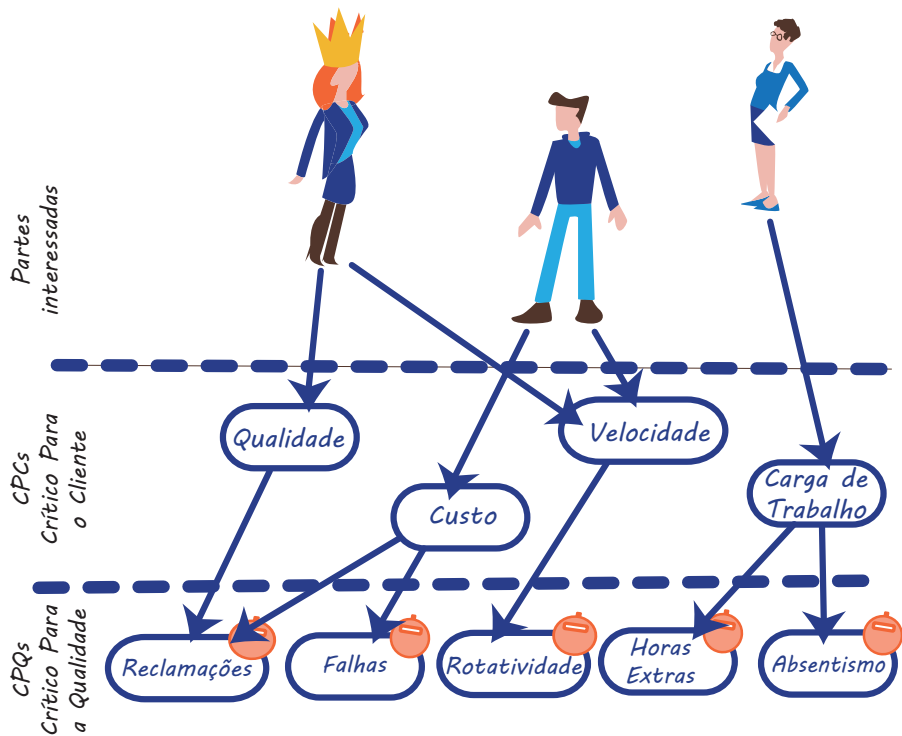 Partes
interessadas
CPCs
Crítico Para
o Cliente
Qualidade
Velocidade
Custo
Carga de
Trabalho
CPQs
Crítico Para
a Qualidade
Reclamações
Falhas
Rotatividade
Horas
Extras
Absentismo